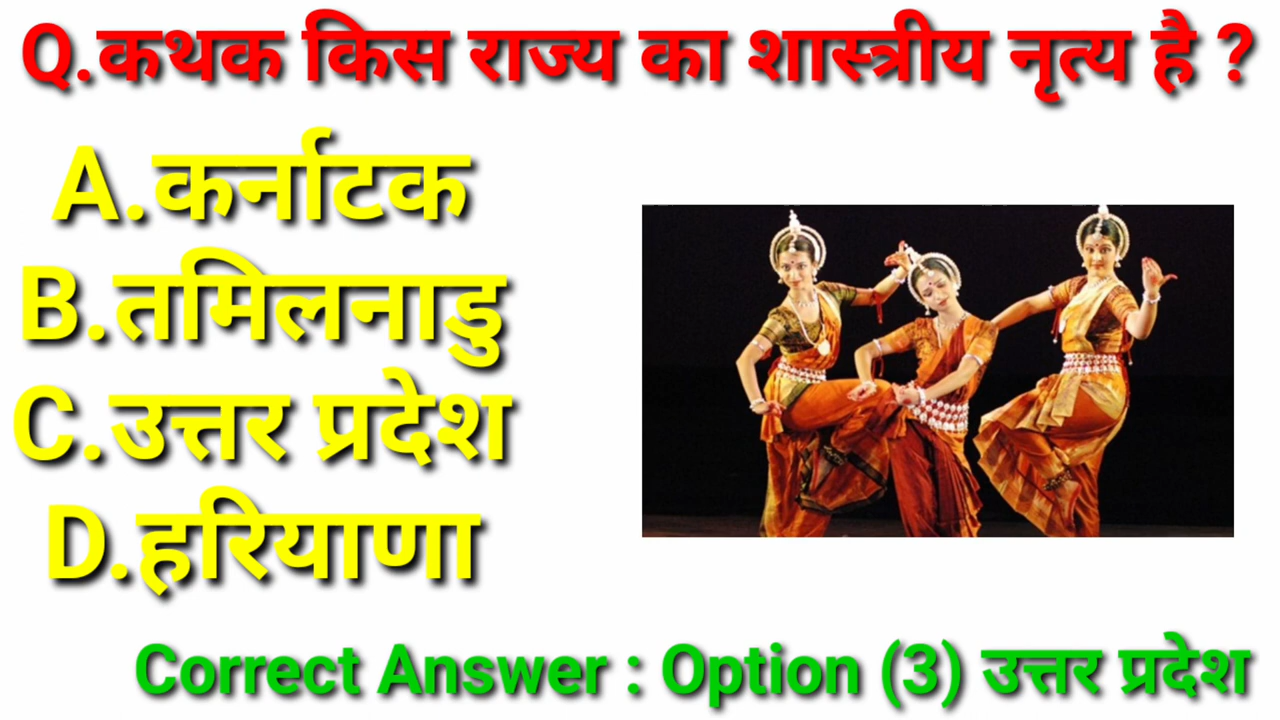 Q.कथक किस राज्य का शास्त्रीय नृत्य है ?
A.कर्नाटक
B.तमिलनाडु
C.उत्तर प्रदेश
D.हरियाणा
Correct Answer : Option (3) उत्तर प्रदेश